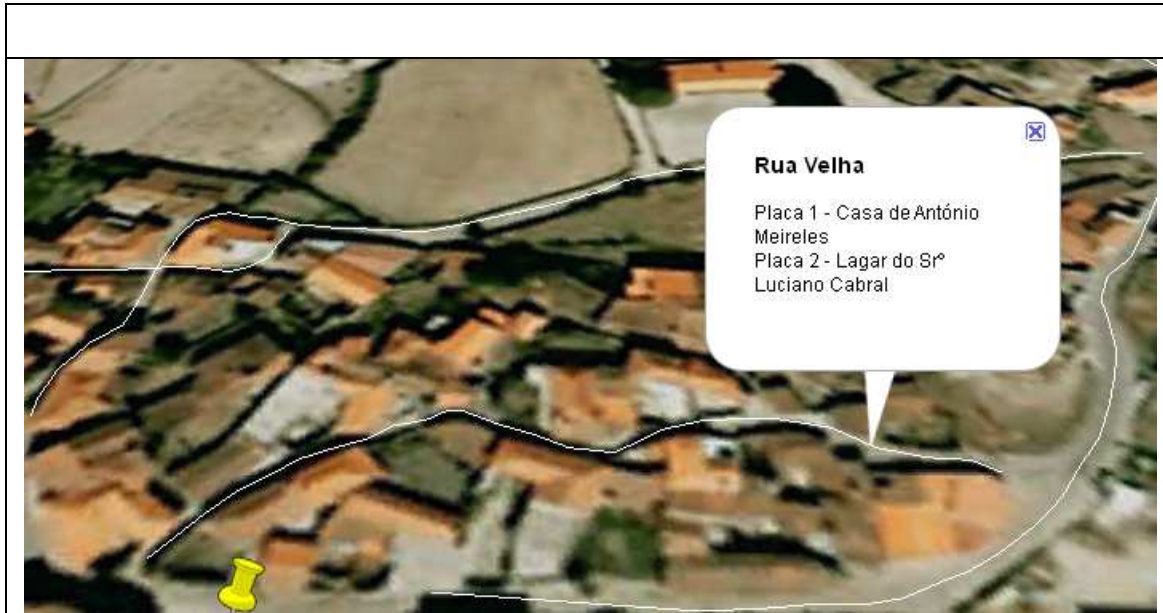 Rua Velha
Placa 1 - Casa de António
Meireles
Placa 2 - Lagar do Srº
Luciano Cabral